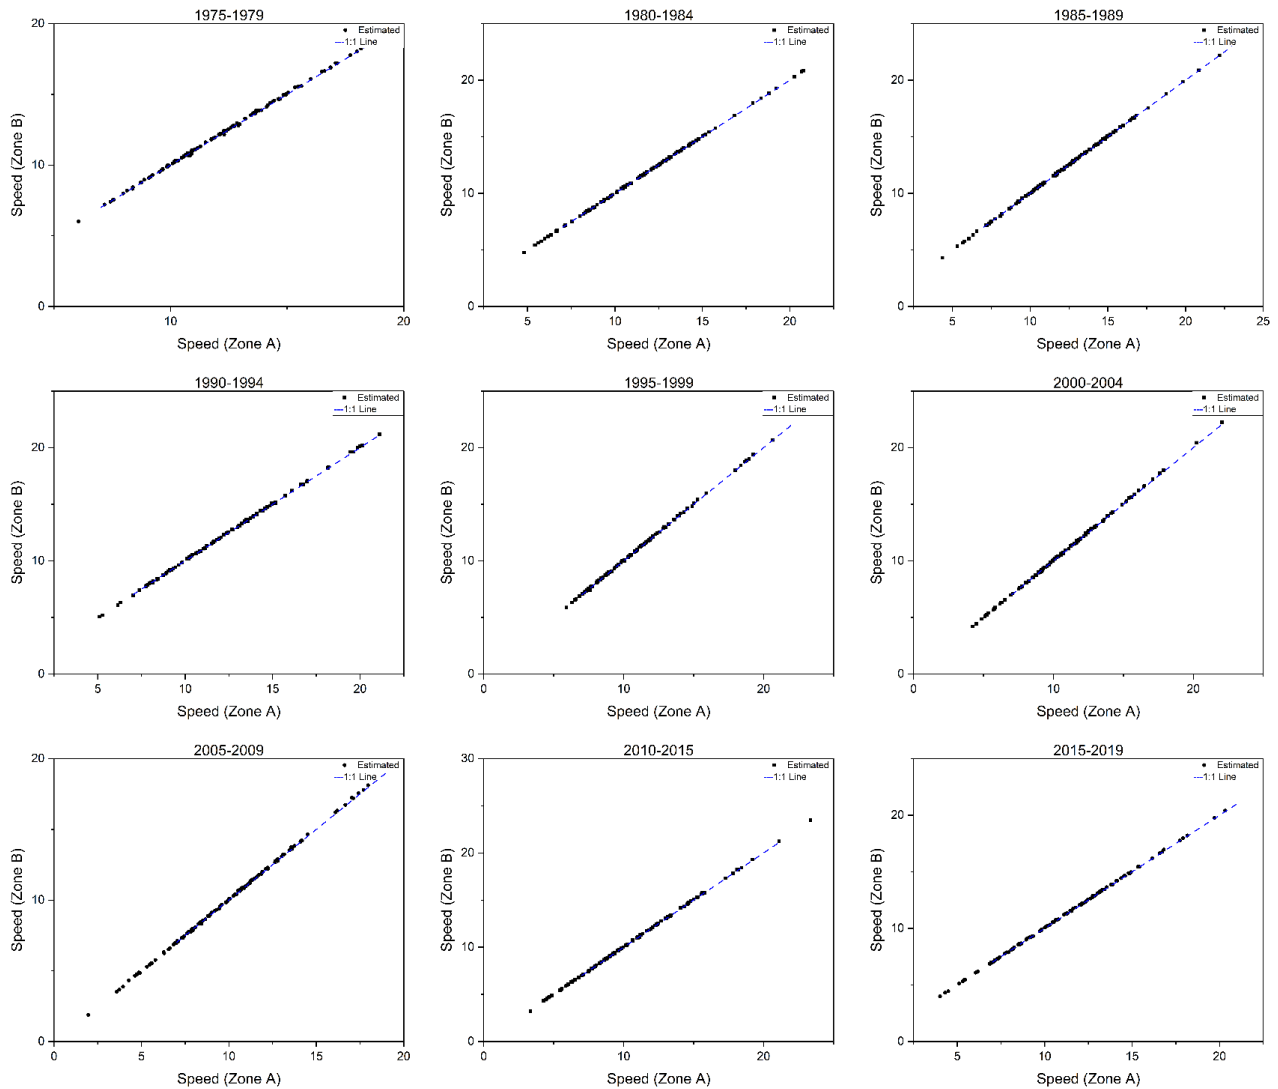 1975-1979
Estimated
1:1 Line
20
10
0
10
20
Speed (Zone B)
Speed (Zone A)
1980-1984
Estimated
1:1 Line
20
10
0
5
10
15
20
Speed (Zone B)
Speed (Zone A)
1985-1989
Estimated
1:1 Line
20
10
0
5
10
15
20
25
Speed (Zone B)
Speed (Zone A)
1990-1994
Estimated
1:1 Line
20
10
0
5
10
15
20
Speed (Zone B)
Speed (Zone A)
1995-1999
Estimated
1:1 Line
20
10
0
0
10
20
Speed (Zone B)
Speed (Zone A)
2000-2004
Estimated
1:1 Line
20
10
0
0
10
20
Speed (Zone B)
Speed (Zone A)
2005-2009
Estimated
1:1 Line
20
10
0
0
5
10
15
20
Speed (Zone B)
Speed (Zone A)
2010-2015
Estimated
1:1 Line
30
20
10
0
0
10
20
Speed (Zone B)
Speed (Zone A)
2015-2019
Estimated
1:1 Line
20
10
0
5
10
15
20
Speed (Zone B)
Speed (Zone A)